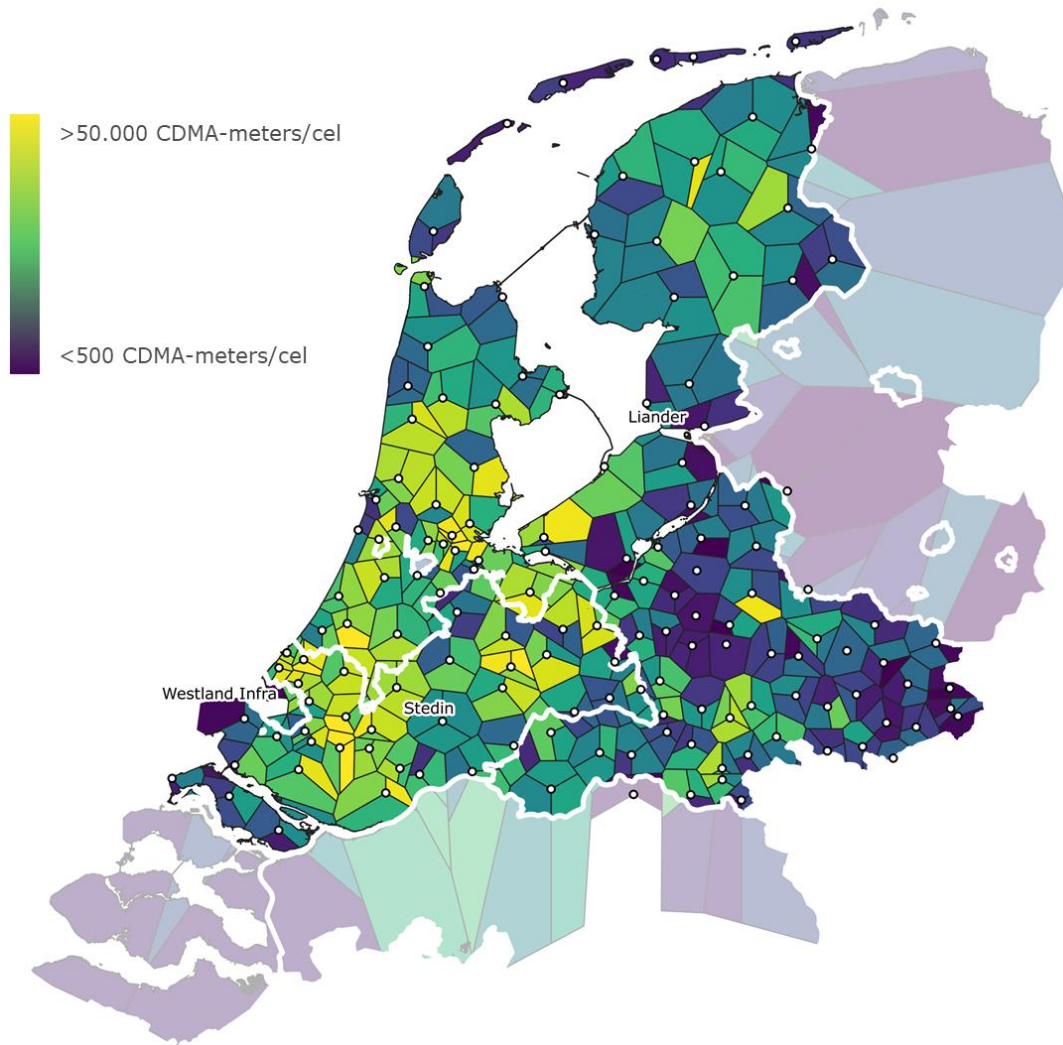 >50.000 CDMA-meters/cel
<500 CDMA-meters/cel
Liander
Westland Infra
Stedin